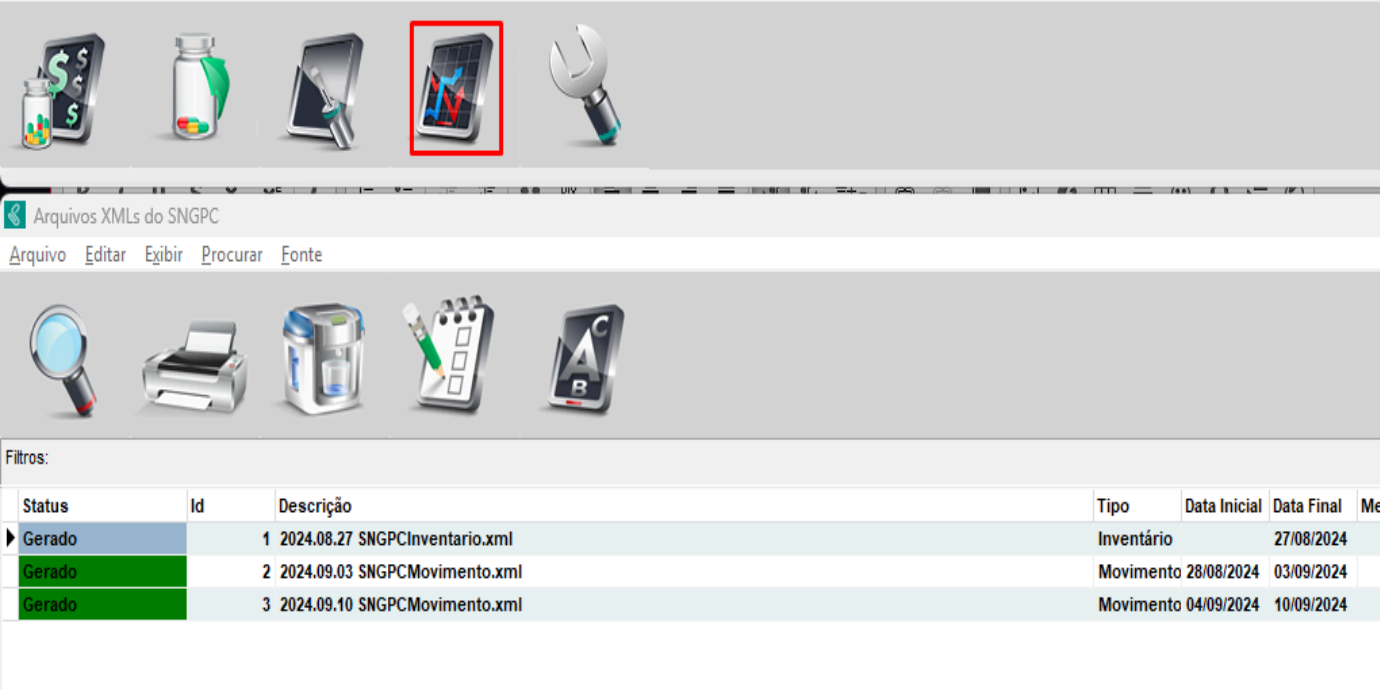 Arquivos XMLs do SNGPC
Arquivo Editar Exibir Procurar Fonte
C
A
B
Filtros:
Status Id Descrição Tipo Data Inicial Data Final Me
Gerado 1 2024.08.27 SNGPCInventario.xml Inventário 27/08/2024
Gerado 2 2024.09.03 SNGPCMovimento.xml Movimento 28/08/2024 03/09/2024
Gerado 3 2024.09.10 SNGPCMovimento.xml Movimento 04/09/2024 10/09/2024